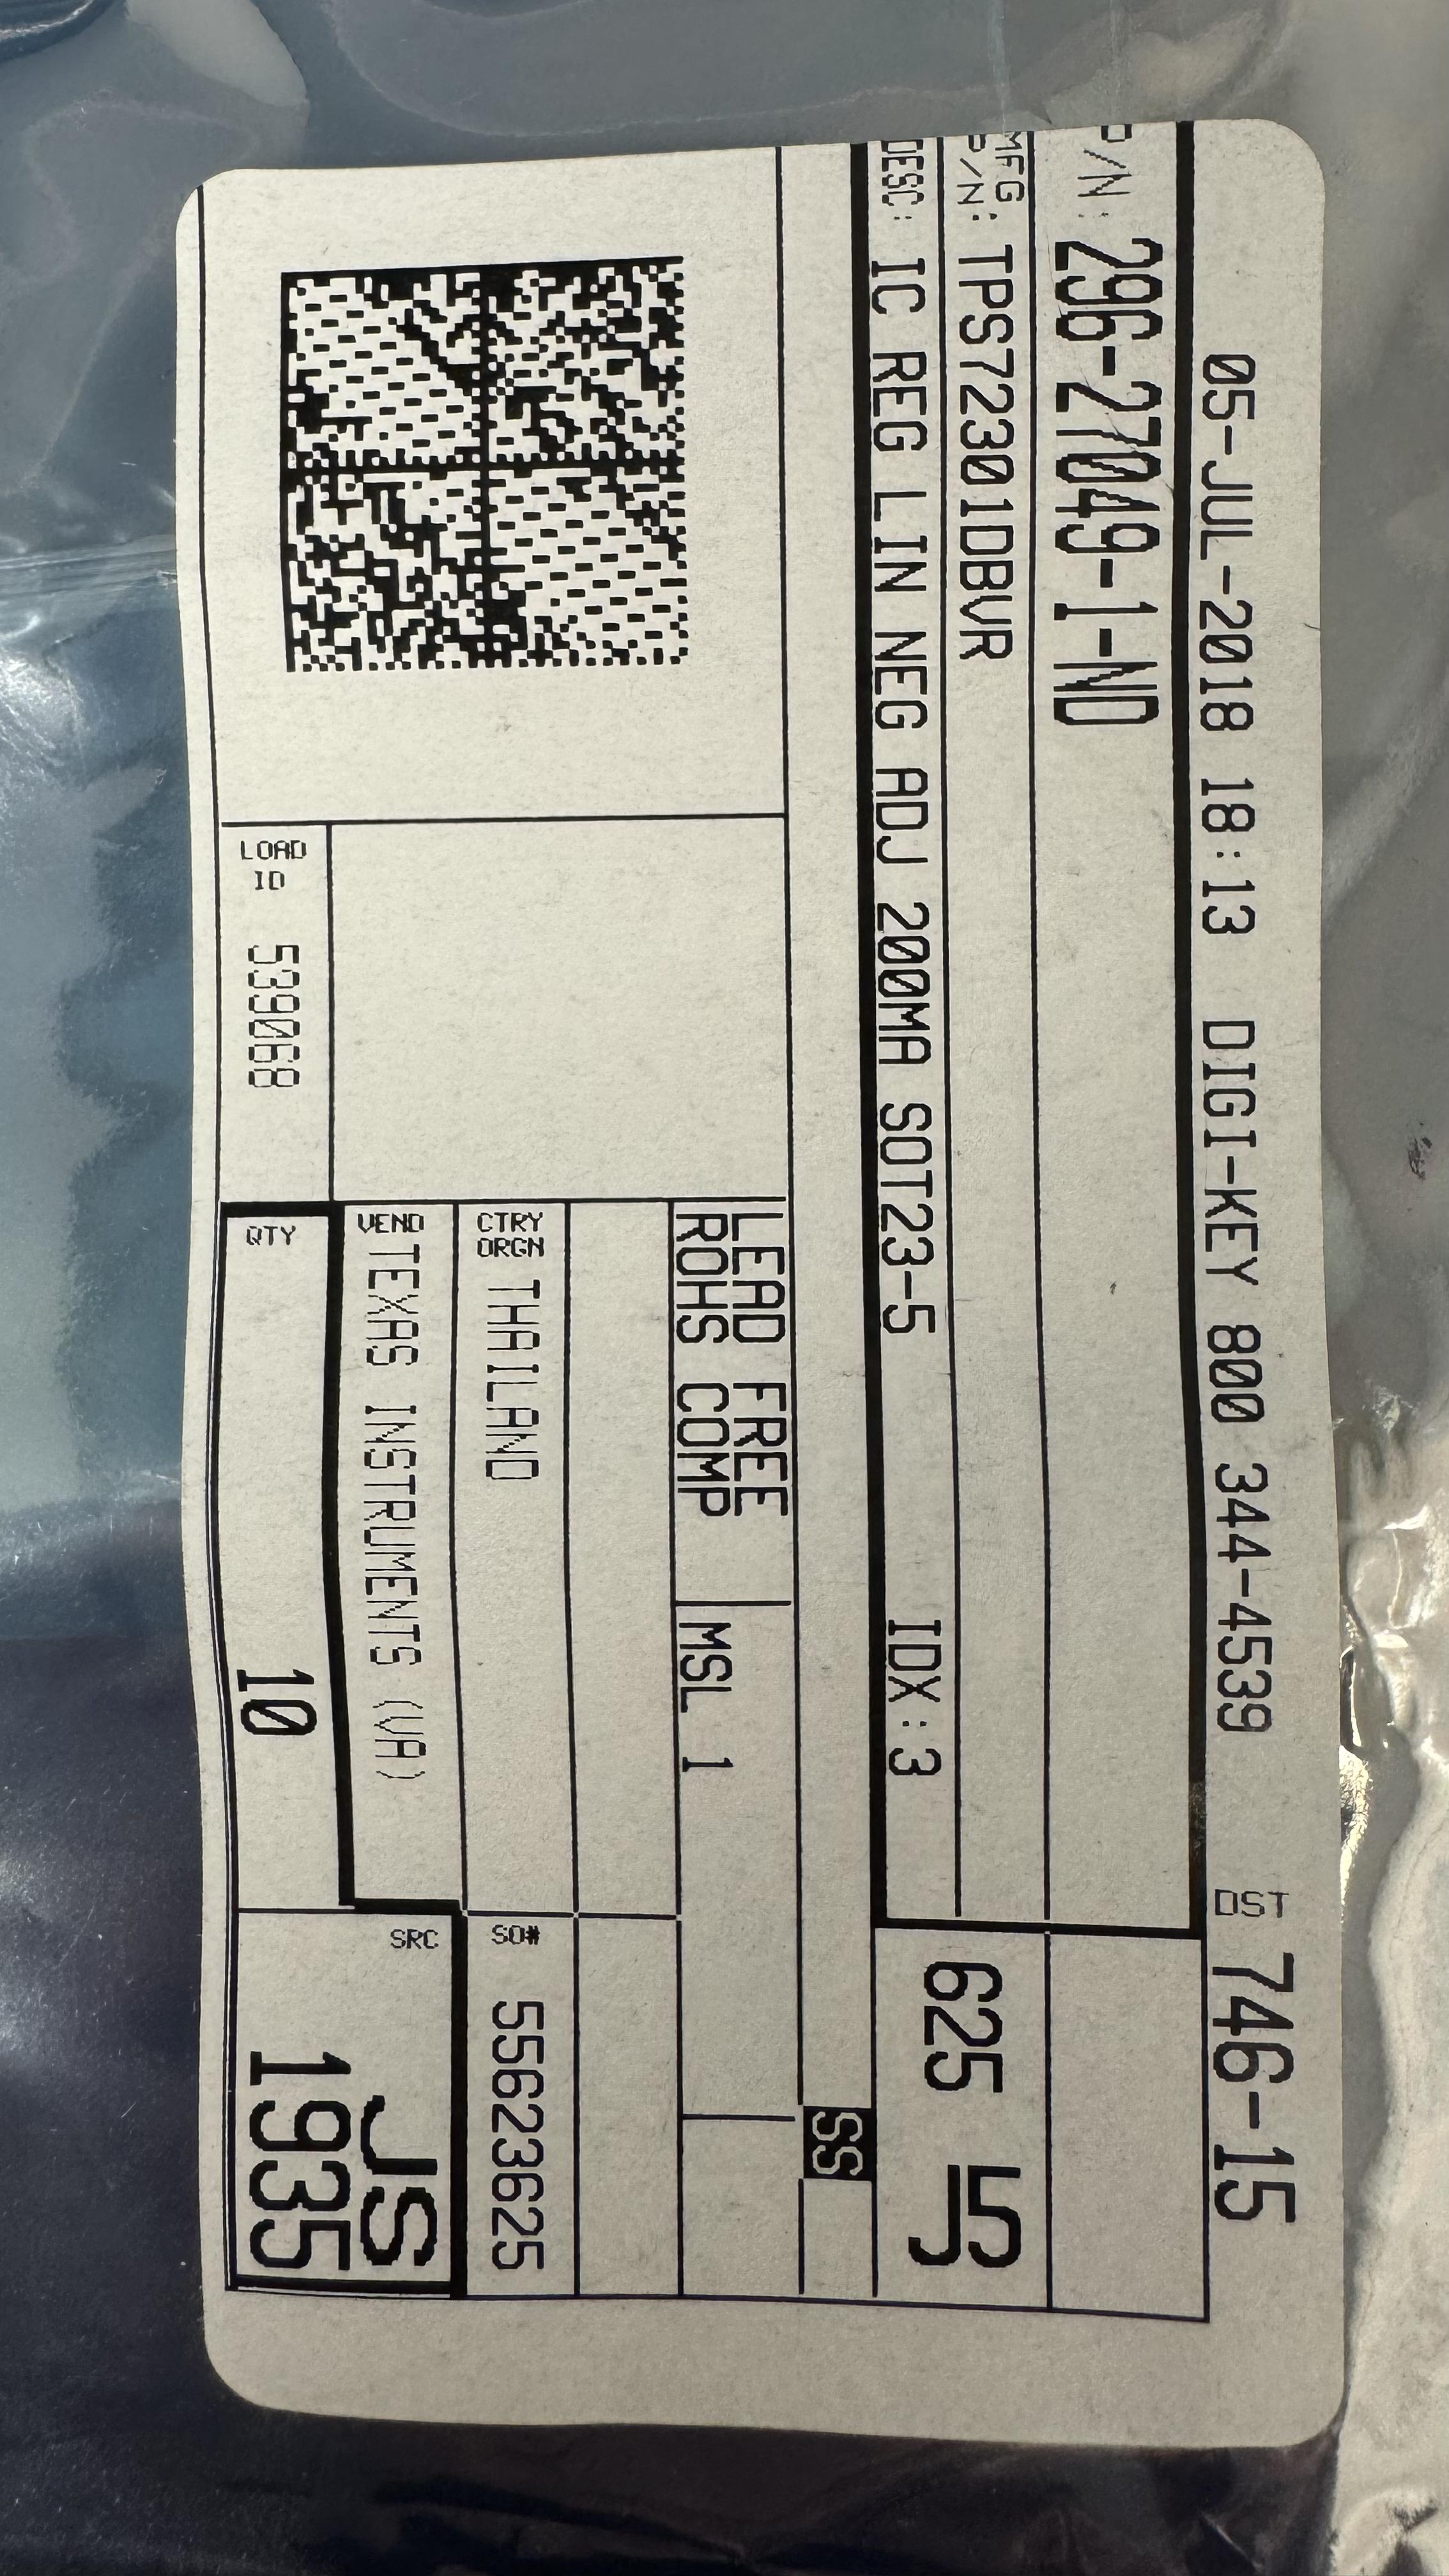 05-JUL-2018 18:13 DIGI-KEY 800 344-4539 DST 746-15
P/N: 296-27049-1-ND
MFG
P/N: TPS72301DBVR
625 JS
DESC: IC REG LIN NEG ADJ 200MA SOT23-5 IDX:3
SS
LEAD FREE
ROHS COMP MSL 1
CTRY
ORGN THAILAND
SO# 55623625
VEND TEXAS INSTRUMENTS (VA)
LOAD
ID 539068
QTY 10
SRC JS
1935